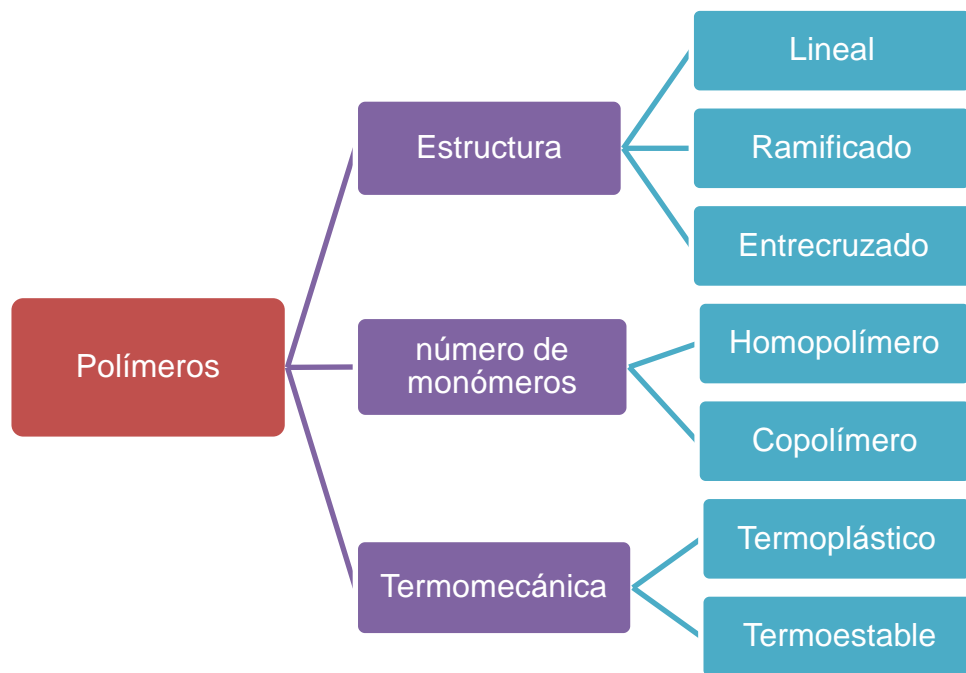 Polímeros
Estructura
Lineal
Ramificado
Entrecruzado
número de
monómeros
Homopolímero
Copolímero
Termomecánica
Termoplástico
Termoestable